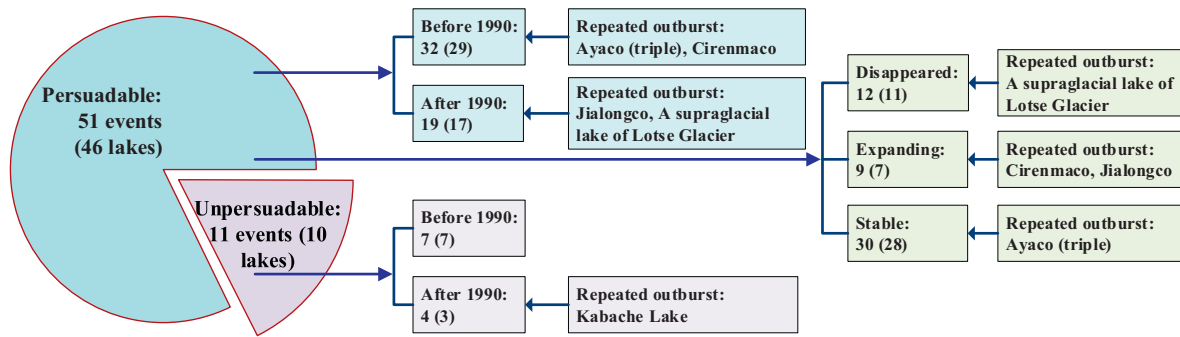 Persuadable:
51 events
(46 lakes)
Unpersuadable:
11 events (10
lakes)
Before 1990:
32 (29)
Repeated outburst:
Ayaco (triple), Cirenmaco
After 1990:
19 (17)
Repeated outburst:
Jialongco, A supraglacial
lake of Lotse Glacier
Disappeared:
12 (11)
Repeated outburst:
A supraglacial lake of
Lotse Glacier
Expanding:
9 (7)
Repeated outburst:
Cirenmaco, Jialongco
Stable:
30 (28)
Repeated outburst:
Ayaco (triple)
Before 1990:
7 (7)
After 1990:
4 (3)
Repeated outburst:
Kabache Lake